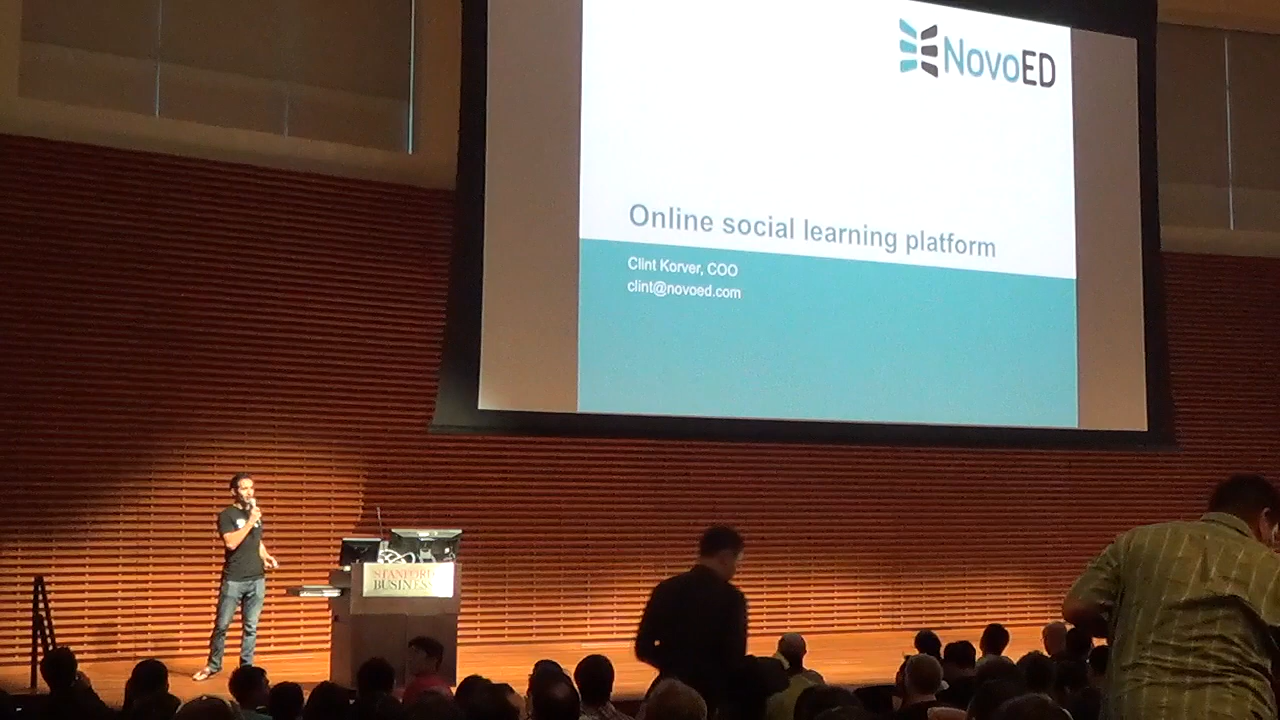 NovoED
Online social learning platform
Clint Korver, COO
clint@novoed.com
STANFORD
BUSINESS